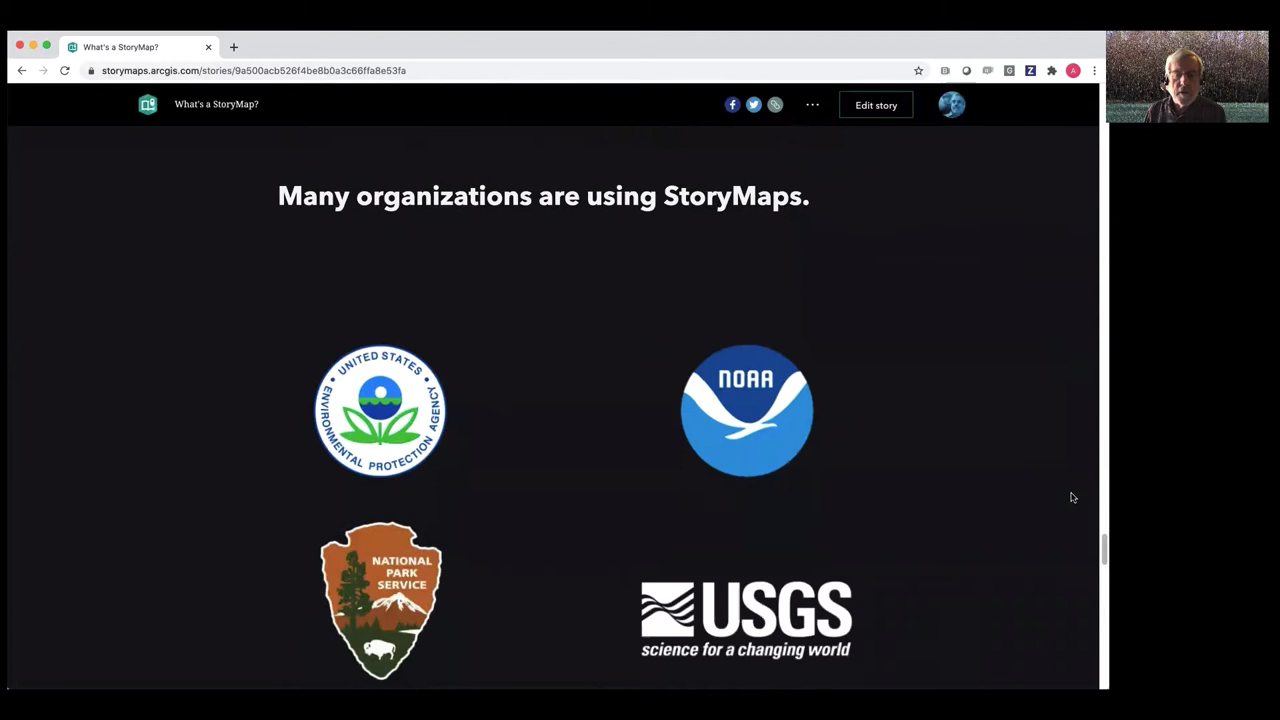 What's a StoryMap?
storymaps.arcgis.com/stories/9a500acb526f4be8b0a3c66ffa8e53fa
A
What's a StoryMap?
Edit story
Many organizations are using StoryMaps.
UNITED STATES
ENVIRONMENTAL PROTECTION AGENCY
NOAA
NATIONAL
PARK
SERVICE
USGS
science for a changing world